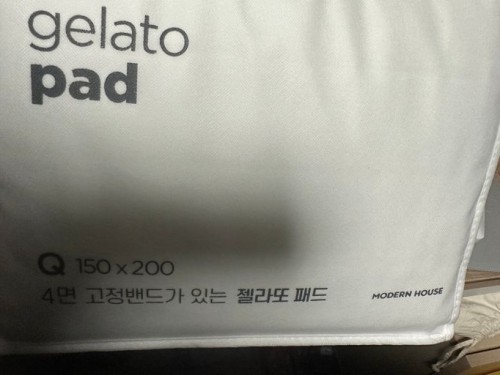 gelato
pad
Q 150 x 200
4면 고정밴드가 있는 젤라또 패드
MODERN HOUSE